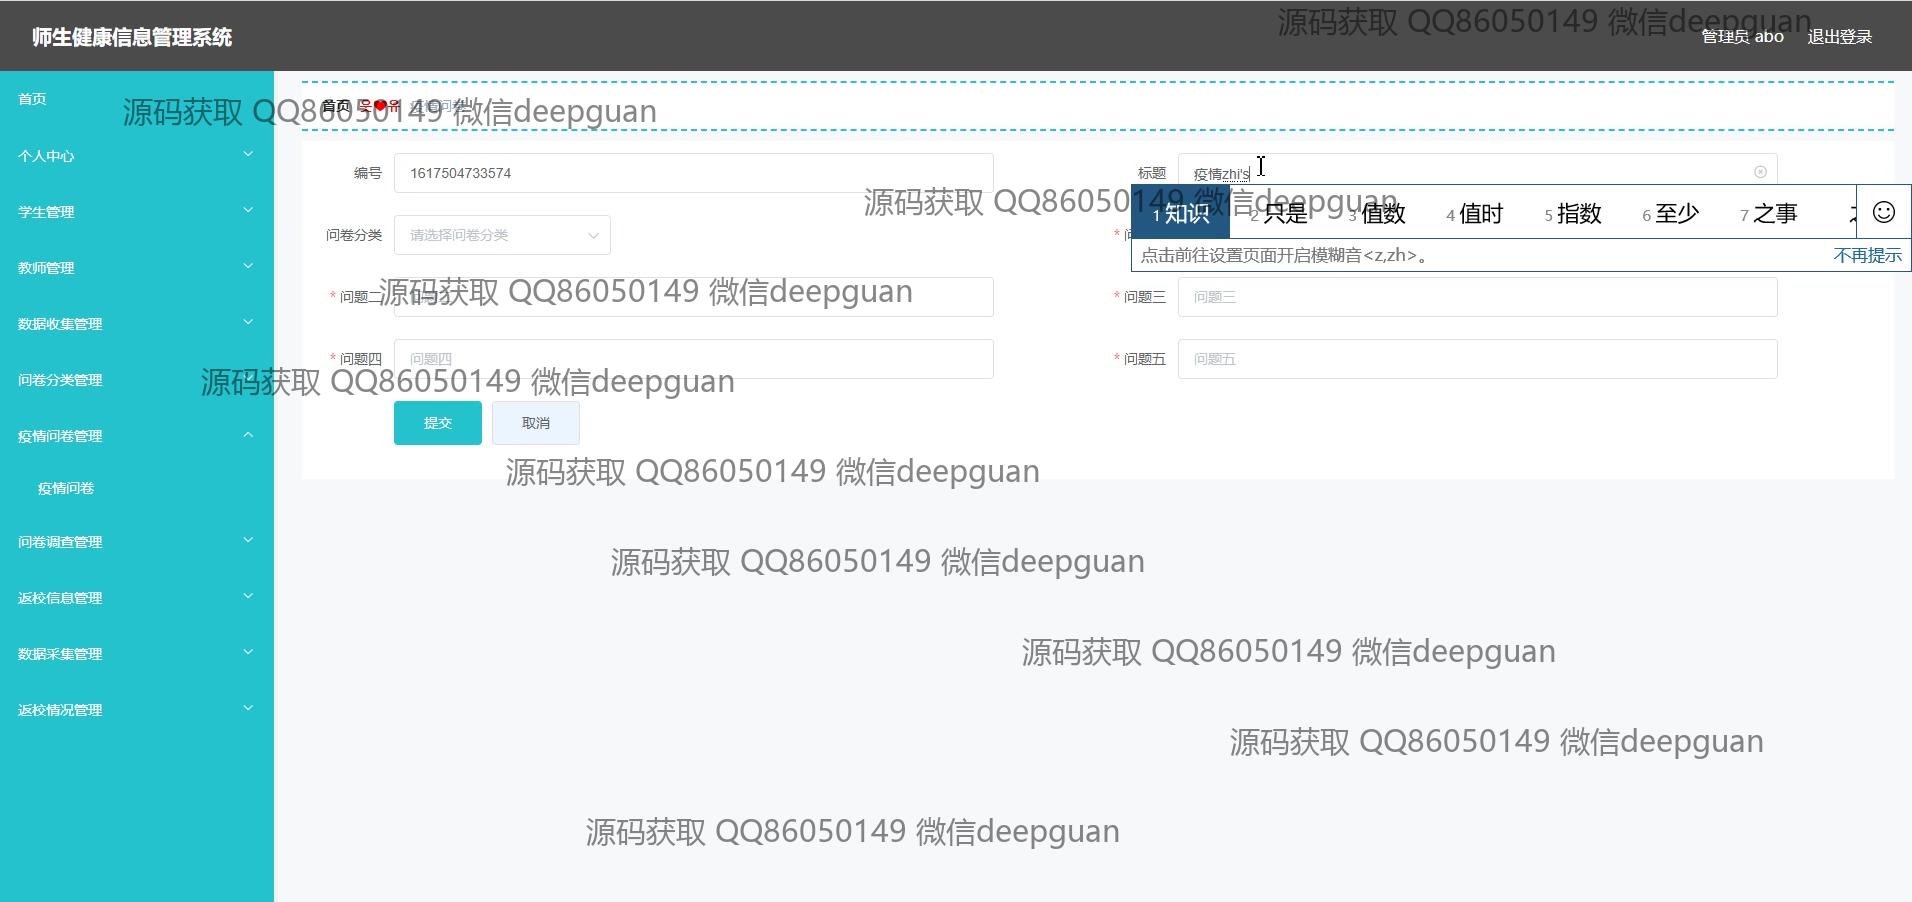 源码获取 QQ86050149 微信deepguan
师生健康信息管理系统
管理员 abo 退出登录
首页
首页
源码获取 QQ86050149 微信deepguan
个人中心
编号 1617504733574
标题 疫情zhi's
源码获取 QQ86050149 微信deepguan
学生管理
1 知识 2 只是 3 值数 4 值时 5 指数 6 至少 7 之事
问卷分类 请选择问卷分类
点击前往设置页面开启模糊音<z,zh>。 不再提示
教师管理
源码获取 QQ86050149 微信deepguan
* 问题二
* 问题三 问题三
数据收集管理
* 问题四 问题四
* 问题五 问题五
问卷分类管理
源码获取 QQ86050149 微信deepguan
提交 取消
疫情问卷管理
源码获取 QQ86050149 微信deepguan
疫情问卷
问卷调查管理
源码获取 QQ86050149 微信deepguan
返校信息管理
数据采集管理
源码获取 QQ86050149 微信deepguan
返校情况管理
源码获取 QQ86050149 微信deepguan
源码获取 QQ86050149 微信deepguan